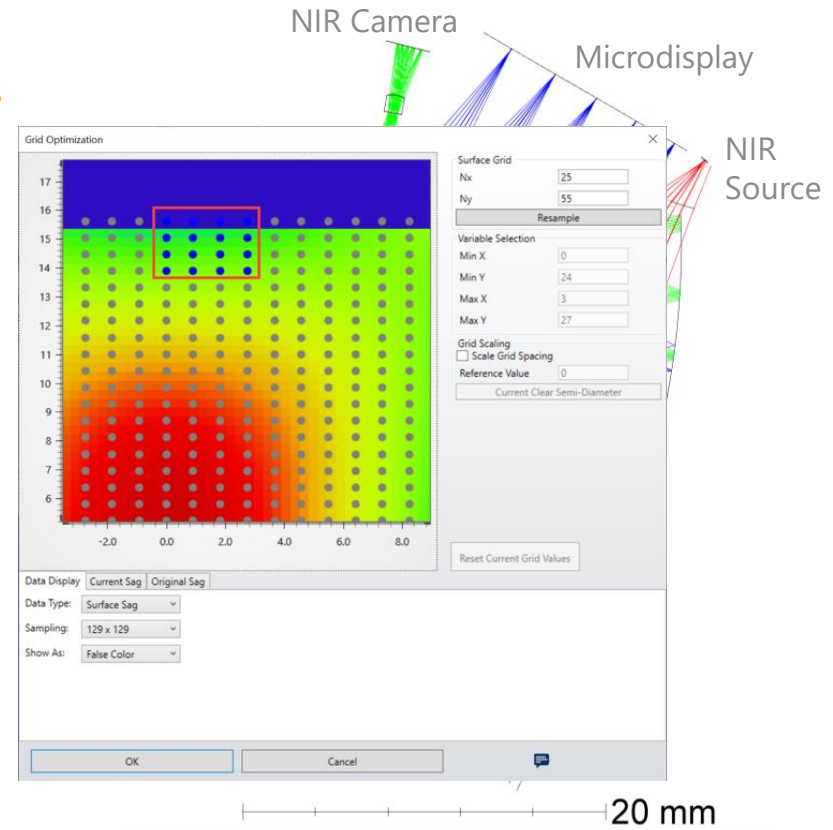 NIR Camera
Microdisplay
NIR
Source
Grid Optimization
17
16
15
14
13
12
11
10
9
8
7
6
-2.0 0.0 2.0 4.0 6.0 8.0
Surface Grid
Nx 25
Ny 55
Resample
Variable Selection
Min X 0
Min Y 24
Max X 3
Max Y 27
Grid Scaling
Scale Grid Spacing
Reference Value 0
Current Clear Semi-Diameter
Reset Current Grid Values
Data Display Current Sag Original Sag
Data Type: Surface Sag
Sampling: 129 x 129
Show As: False Color
OK Cancel
20 mm